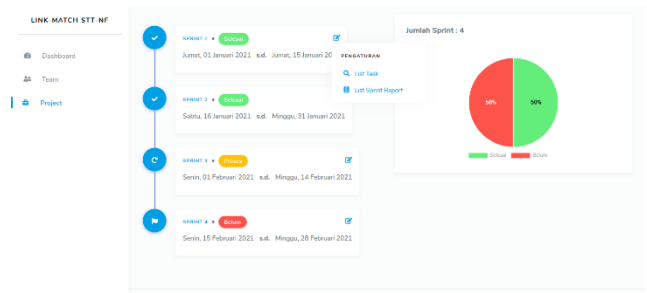 LINK-MATCH STT-NF
Dashboard
Team
Project
SPRINT 1 • Selesai
Jumat, 01 Januari 2021 s.d. Jumat, 15 Januari 20
PENGATURAN
List Task
List Sprint Report
SPRINT 2 • Selesai
Sabtu, 16 Januari 2021 s.d. Minggu, 31 Januari 2021
SPRINT 3 • Proses
Senin, 01 Februari 2021 s.d. Minggu, 14 Februari 2021
SPRINT 4 • Belum
Senin, 15 Februari 2021 s.d. Minggu, 28 Februari 2021
Jumlah Sprint : 4
50% 50%
Selesai Belum